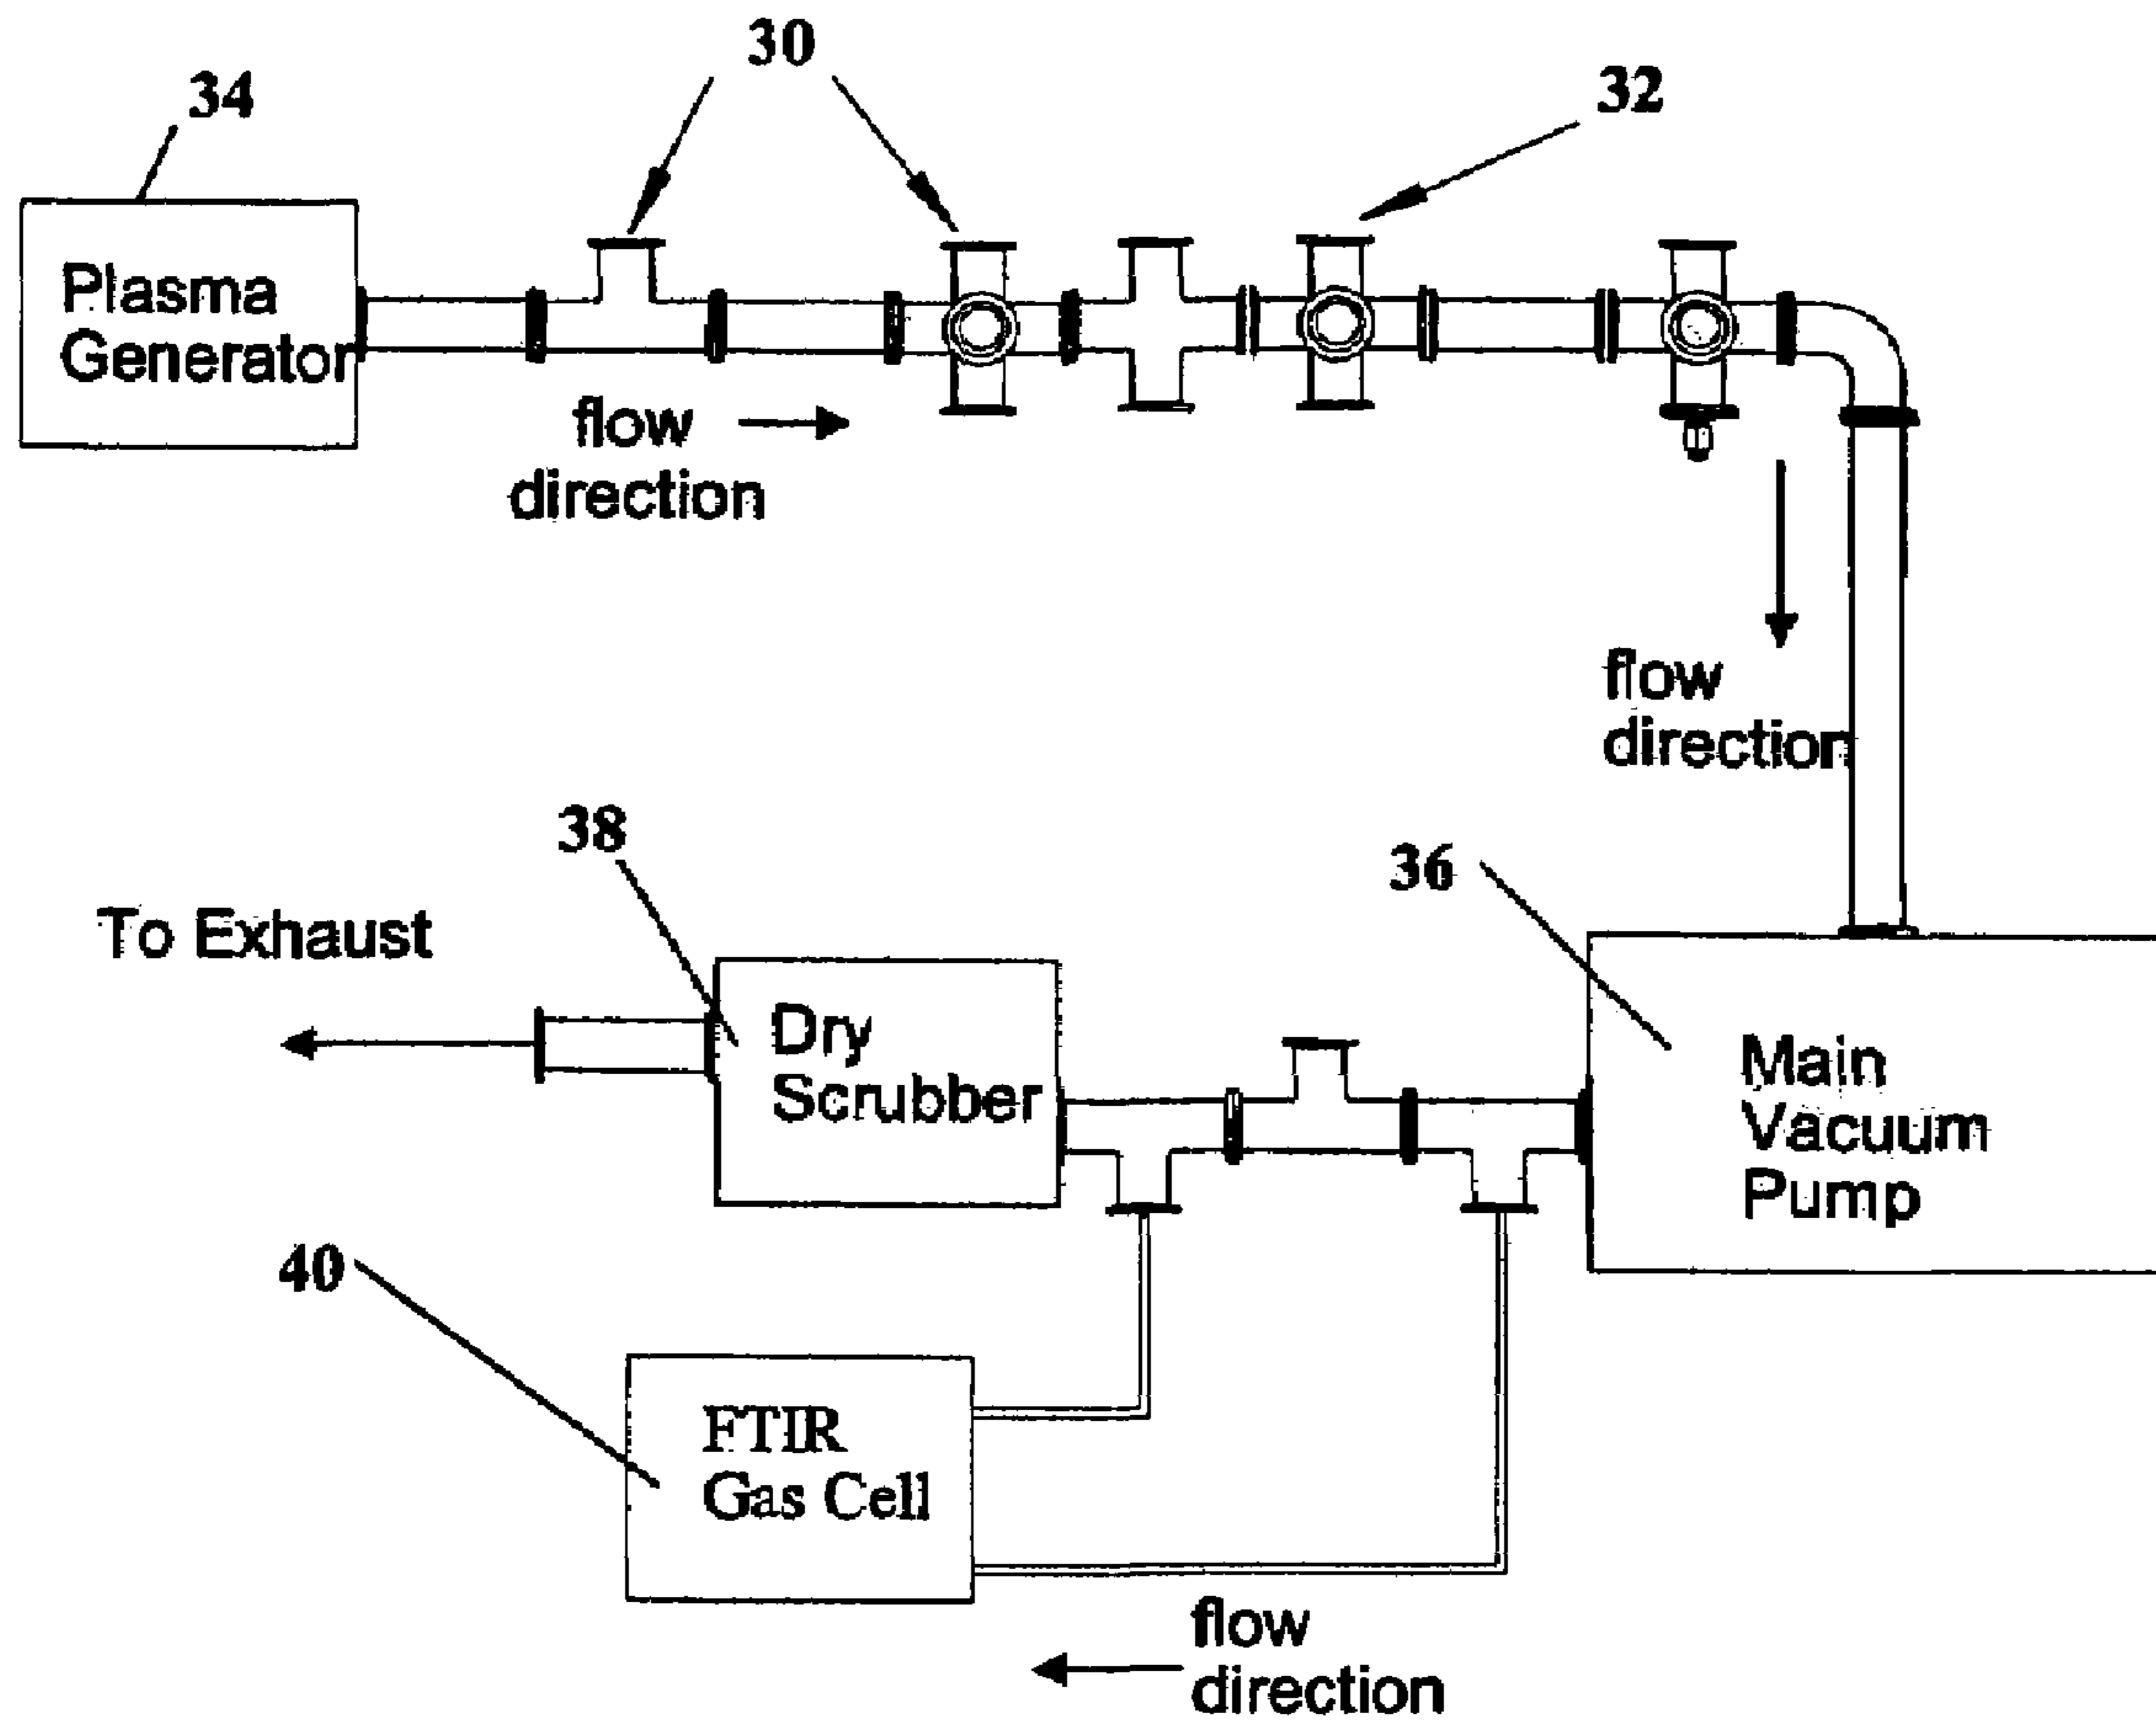 30
34
32
Plasma
Generator
flow
direction
flow
direction
38
36
To Exhaust
Dry
Scrubber
Main
Vacuum
Pump
40
FTIR
Gas Cell
flow
direction